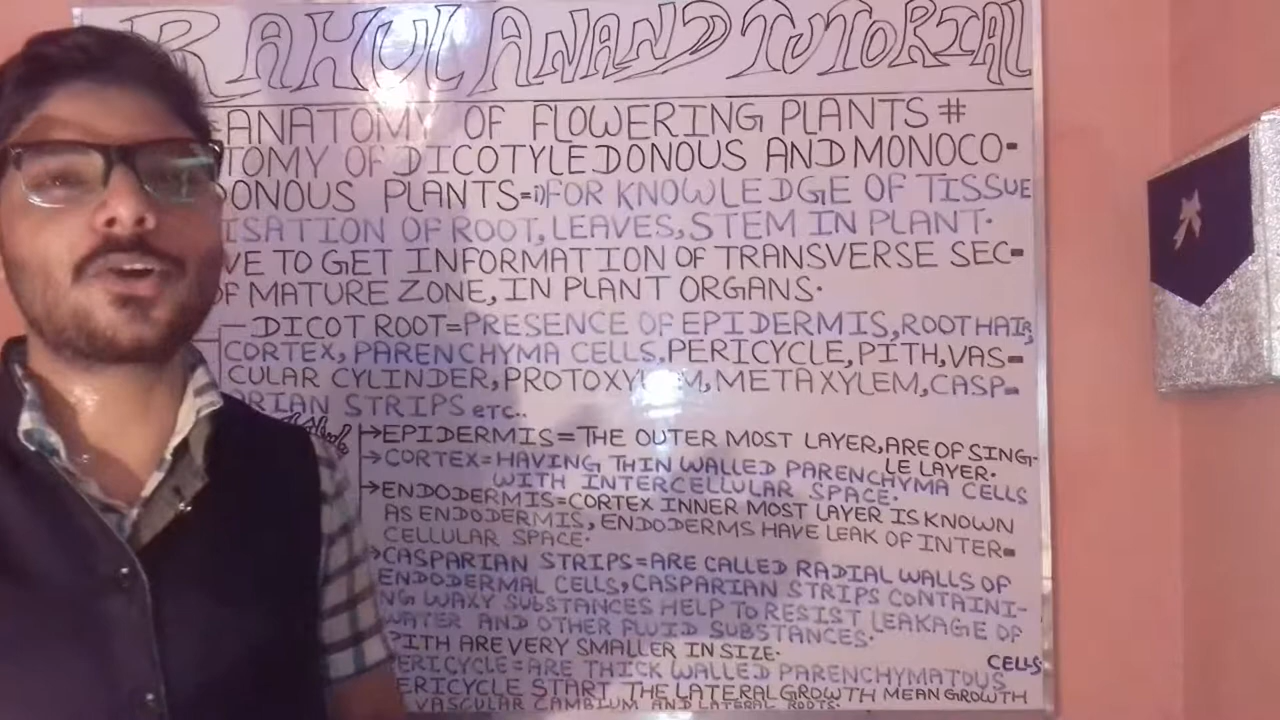 RAHUL ANAND TUTORIAL
ANATOMY OF FLOWERING PLANTS #
TOMY OF DICOTYLEDONOUS AND MONOCO-
DONOUS PLANTS=i) FOR KNOWLEDGE OF TISSUE
ISATION OF ROOT, LEAVES, STEM IN PLANT.
VE TO GET INFORMATION OF TRANSVERSE SEC-
OF MATURE ZONE, IN PLANT ORGANS.
DICOT ROOT=PRESENCE OF EPIDERMIS, ROOT HAIR,
CORTEX, PARENCHYMA CELLS, PERICYCLE, PITH, VAS-
CULAR CYLINDER, PROTOXYLEM, METAXYLEM, CASP-
ARIAN STRIPS etc..
→EPIDERMIS=THE OUTER MOST LAYER, ARE OF SING-
LE LAYER.
→CORTEX=HAVING THIN WALLED PARENCHYMA CELLS
WITH INTERCELLULAR SPACE.
→ENDODERMIS=CORTEX INNER MOST LAYER IS KNOWN
AS ENDODERMIS, ENDODERMS HAVE LEAK OF INTER-
CELLULAR SPACE.
→CASPARIAN STRIPS=ARE CALLED RADIAL WALLS OF
ENDODERMAL CELLS, CASPARIAN STRIPS CONTAINI-
NG WAXY SUBSTANCES HELP TO RESIST LEAKAGE OF
WATER AND OTHER FLUID SUBSTANCES.
PITH ARE VERY SMALLER IN SIZE.
PERICYCLE=ARE THICK WALLED PARENCHYMATOUS CELLS
PERICYCLE START THE LATERAL GROWTH MEAN GROWTH
VASCULAR CAMBIUM AND LATERAL ROOTS.